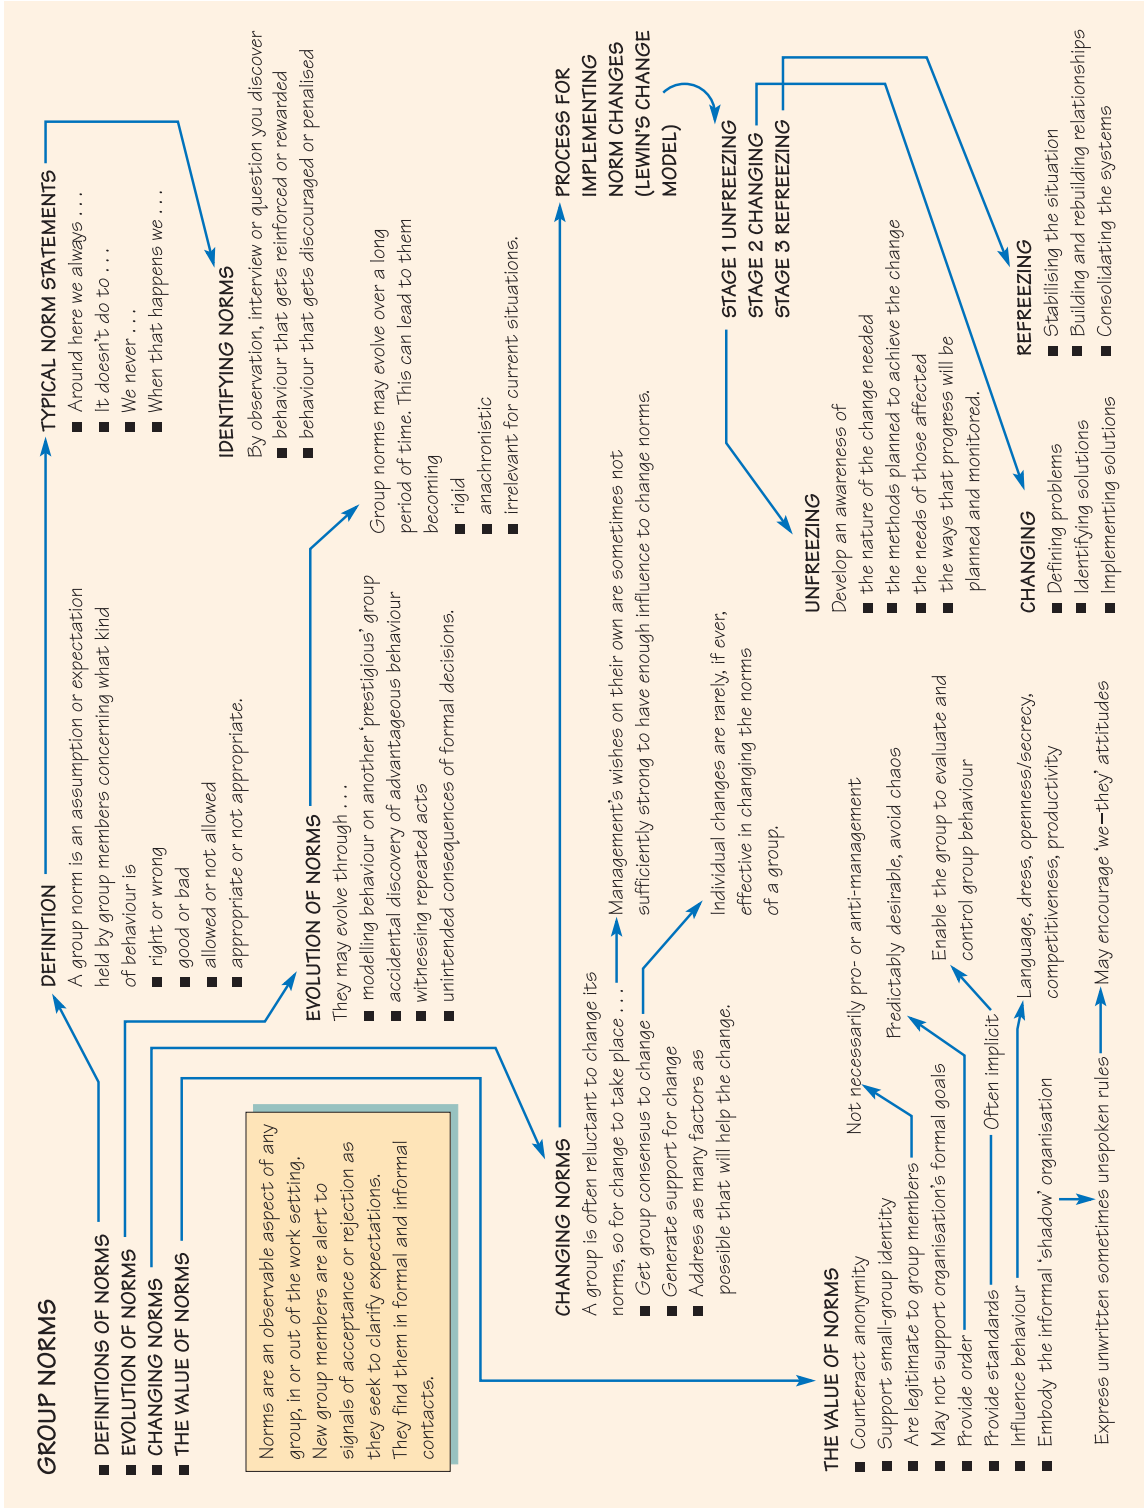 GROUP NORMS
■ DEFINITIONS OF NORMS
■ EVOLUTION OF NORMS
■ CHANGING NORMS
■ THE VALUE OF NORMS
Norms are an observable aspect of any
group, in or out of the work setting.
New group members are alert to
signals of acceptance or rejection as
they seek to clarify expectations.
They find them in formal and informal
contacts.
DEFINITION
A group norm is an assumption or expectation
held by group members concerning what kind
of behaviour is
■ right or wrong
■ good or bad
■ allowed or not allowed
■ appropriate or not appropriate.
TYPICAL NORM STATEMENTS
■ Around here we always . . .
■ It doesn't do to . . .
■ We never . . .
■ When that happens we . . .
IDENTIFYING NORMS
By observation, interview or question you discover
■ behaviour that gets reinforced or rewarded
■ behaviour that gets discouraged or penalised
EVOLUTION OF NORMS
They may evolve through . . .
■ modelling behaviour on another ‘prestigious’ group
■ accidental discovery of advantageous behaviour
■ witnessing repeated acts
■ unintended consequences of formal decisions.
Group norms may evolve over a long
period of time. This can lead to them
becoming
■ rigid
■ anachronistic
■ irrelevant for current situations.
CHANGING NORMS
A group is often reluctant to change its
norms, so for change to take place . . .
■ Get group consensus to change
■ Generate support for change
■ Address as many factors as
possible that will help the change.
Management's wishes on their own are sometimes not
sufficiently strong to have enough influence to change norms.
Individual changes are rarely, if ever,
effective in changing the norms
of a group.
PROCESS FOR
IMPLEMENTING
NORM CHANGES
(LEWIN'S CHANGE
MODEL)
STAGE 1 UNFREEZING
STAGE 2 CHANGING
STAGE 3 REFREEZING
UNFREEZING
Develop an awareness of
■ the nature of the change needed
■ the methods planned to achieve the change
■ the needs of those affected
■ the ways that progress will be
planned and monitored.
CHANGING
■ Defining problems
■ Identifying solutions
■ Implementing solutions
REFREEZING
■ Stabilising the situation
■ Building and rebuilding relationships
■ Consolidating the systems
THE VALUE OF NORMS
■ Counteract anonymity
■ Support small-group identity
■ Are legitimate to group members
■ May not support organisation's formal goals
■ Provide order
■ Provide standards
■ Influence behaviour
■ Embody the informal ‘shadow’ organisation
Not necessarily pro- or anti-management
Predictably desirable, avoid chaos
Often implicit
Enable the group to evaluate and
control group behaviour
Language, dress, openness/secrecy,
competitiveness, productivity
Express unwritten sometimes unspoken rules
May encourage ‘we–they’ attitudes